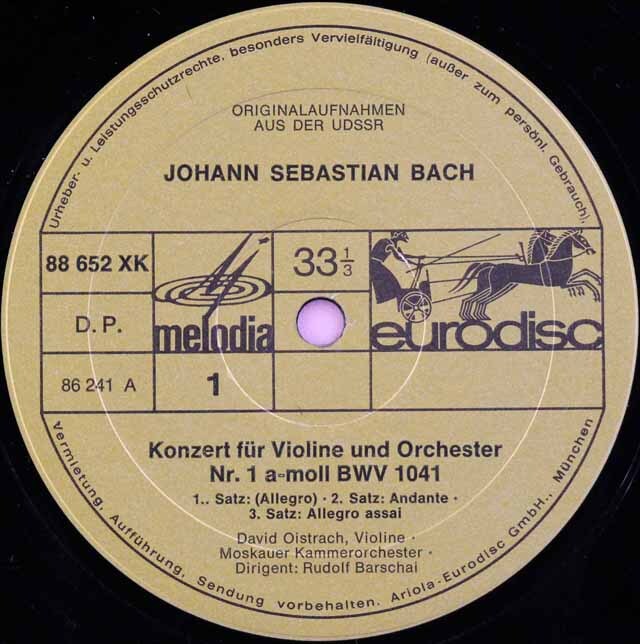 Urheber- u. Leistungsschutzrechte, besonders Vervielfältigung (außer zum persönl. Gebrauch),
ORIGINALAUFNAHMEN
AUS DER UDSSR
JOHANN SEBASTIAN BACH
88 652 XK
33 1/3
D. P.
melodia
eurodisc
86 241 A
1
Konzert für Violine und Orchester
Nr. 1 a-moll BWV 1041
1.. Satz: (Allegro) · 2. Satz: Andante ·
3. Satz: Allegro assai
David Oistrach, Violine ·
Moskauer Kammerorchester ·
Dirigent: Rudolf Barschai
Vermietung, Aufführung, Sendung vorbehalten. Ariola-Eurodisc GmbH., München